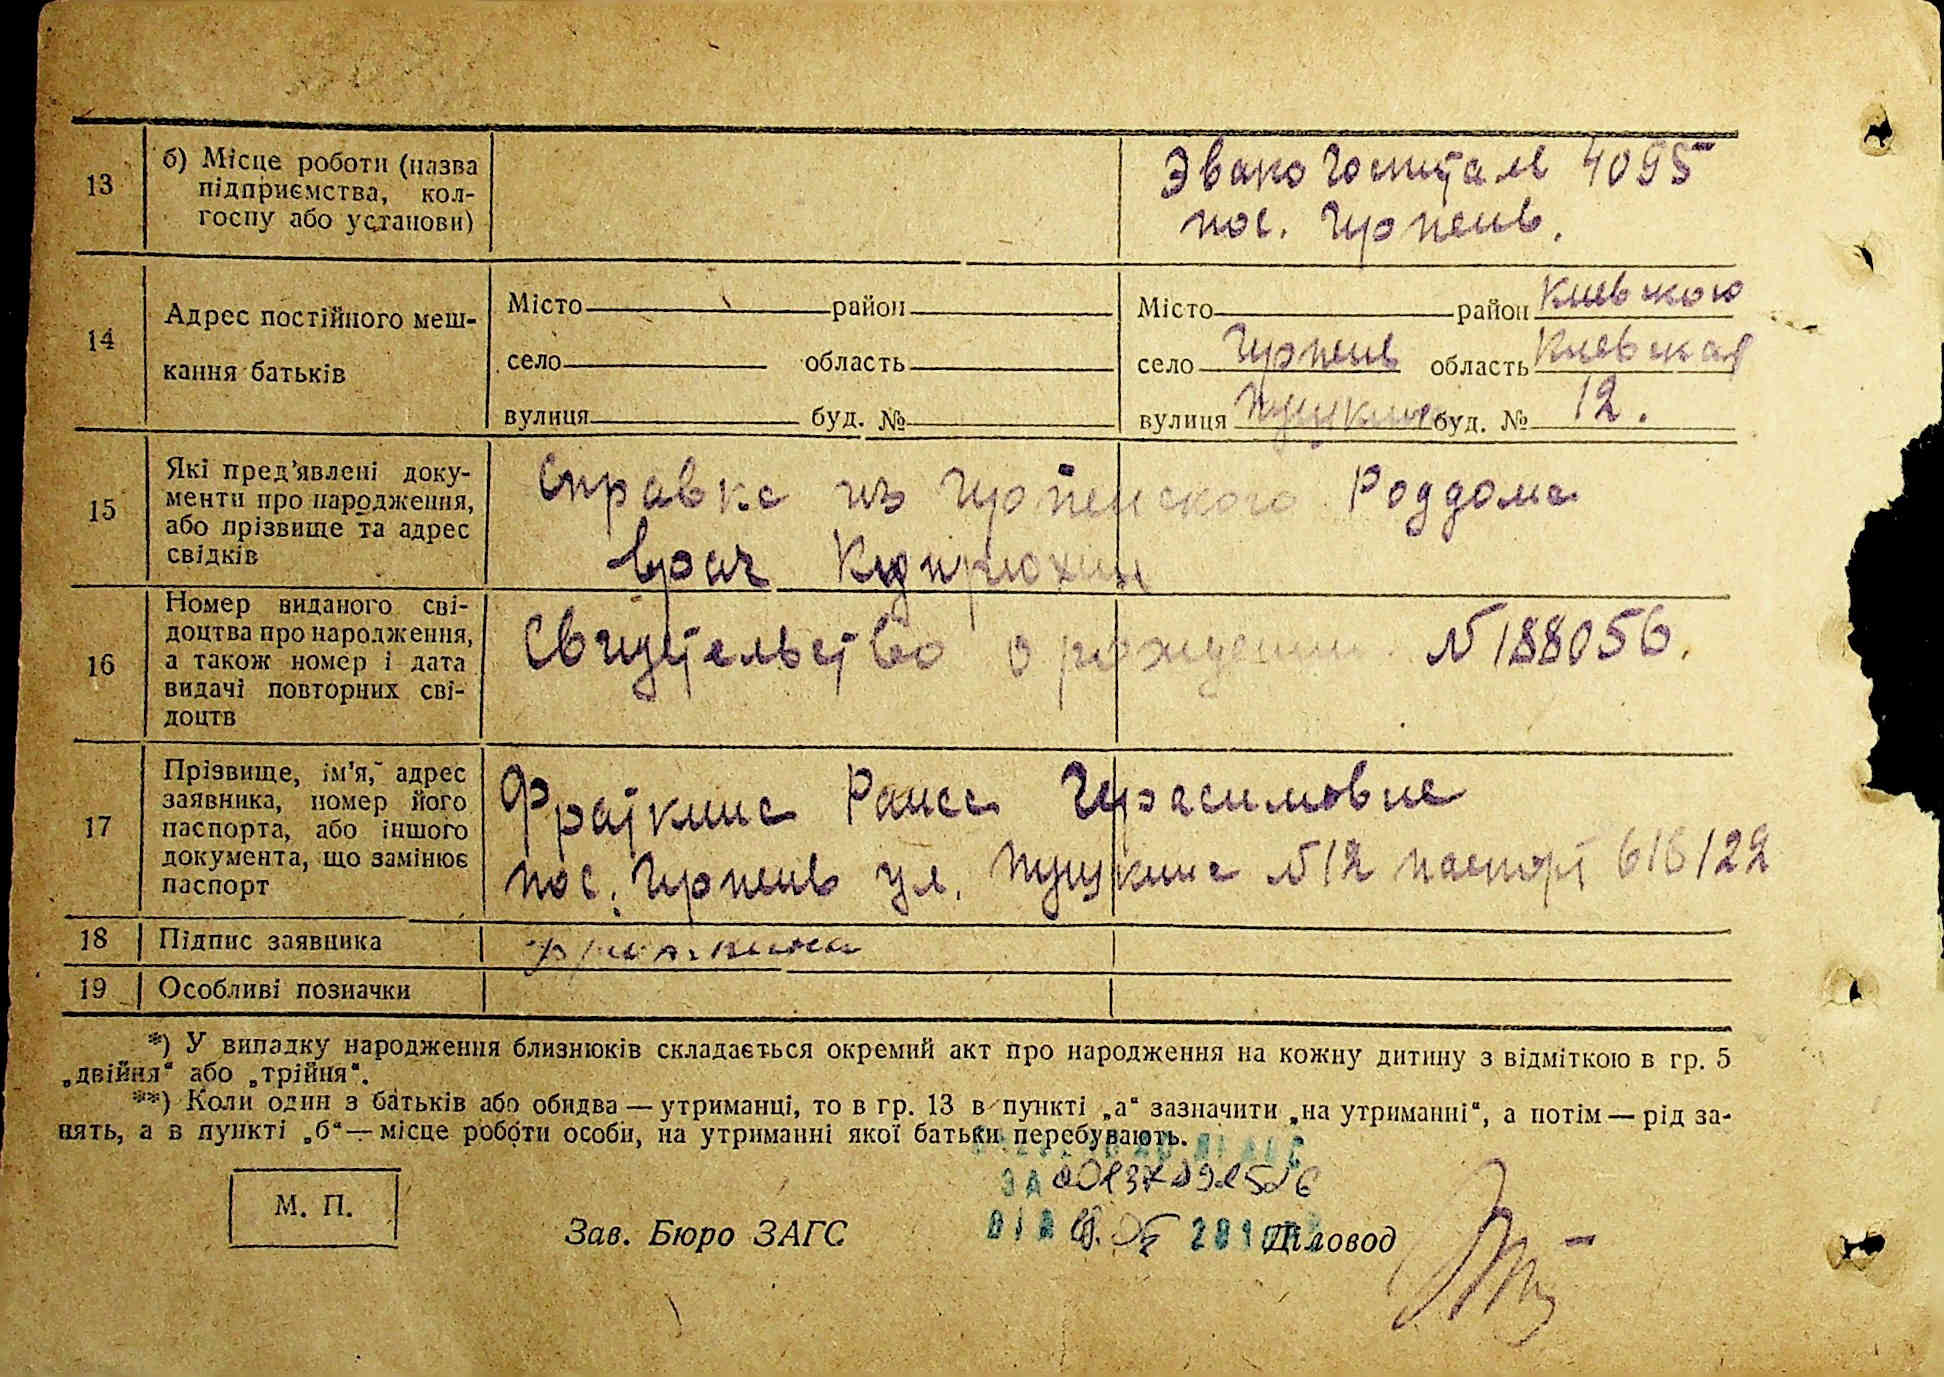 13
б) Місце роботи (назва
підприємства, кол-
госпу або установи)
Эвакогоспиталь 4095
пос. Ирпень.
14
Адрес постійного меш-
кання батьків
Місто район
село область
вулиця буд. №
Місто район Киевского
село Ирпень область Киевская
вулиця Пушкина буд. № 12.
15
Які пред'явлені доку-
менти про народження,
або прізвище та адрес
свідків
Справка из Ирпенского Роддома
врач
16
Номер виданого сві-
доцтва про народження,
а також номер і дата
видачі повторних сві-
доцтв
Свидетельство о рождении № 188056.
17
Прізвище, ім'я, адрес
заявника, номер його
паспорта, або іншого
документа, що замінює
паспорт
Фраткина Раиса Герасимовна
пос. Ирпень ул. Пушкина № 12 паспорт 616122
18
Підпис заявника
19
Особливі позначки
*) У випадку народження близнюків складається окремий акт про народження на кожну дитину з відміткою в гр. 5
„двійня“ або „трійня“.
**) Коли один з батьків або обидва — утриманці, то в гр. 13 в пункті „а“ зазначити „на утриманні“, а потім — рід за-
нять, а в пункті „б“ — місце роботи особи, на утриманні якої батьки перебувають.
ЗА
М. П.
Зав. Бюро ЗАГС
Діловод